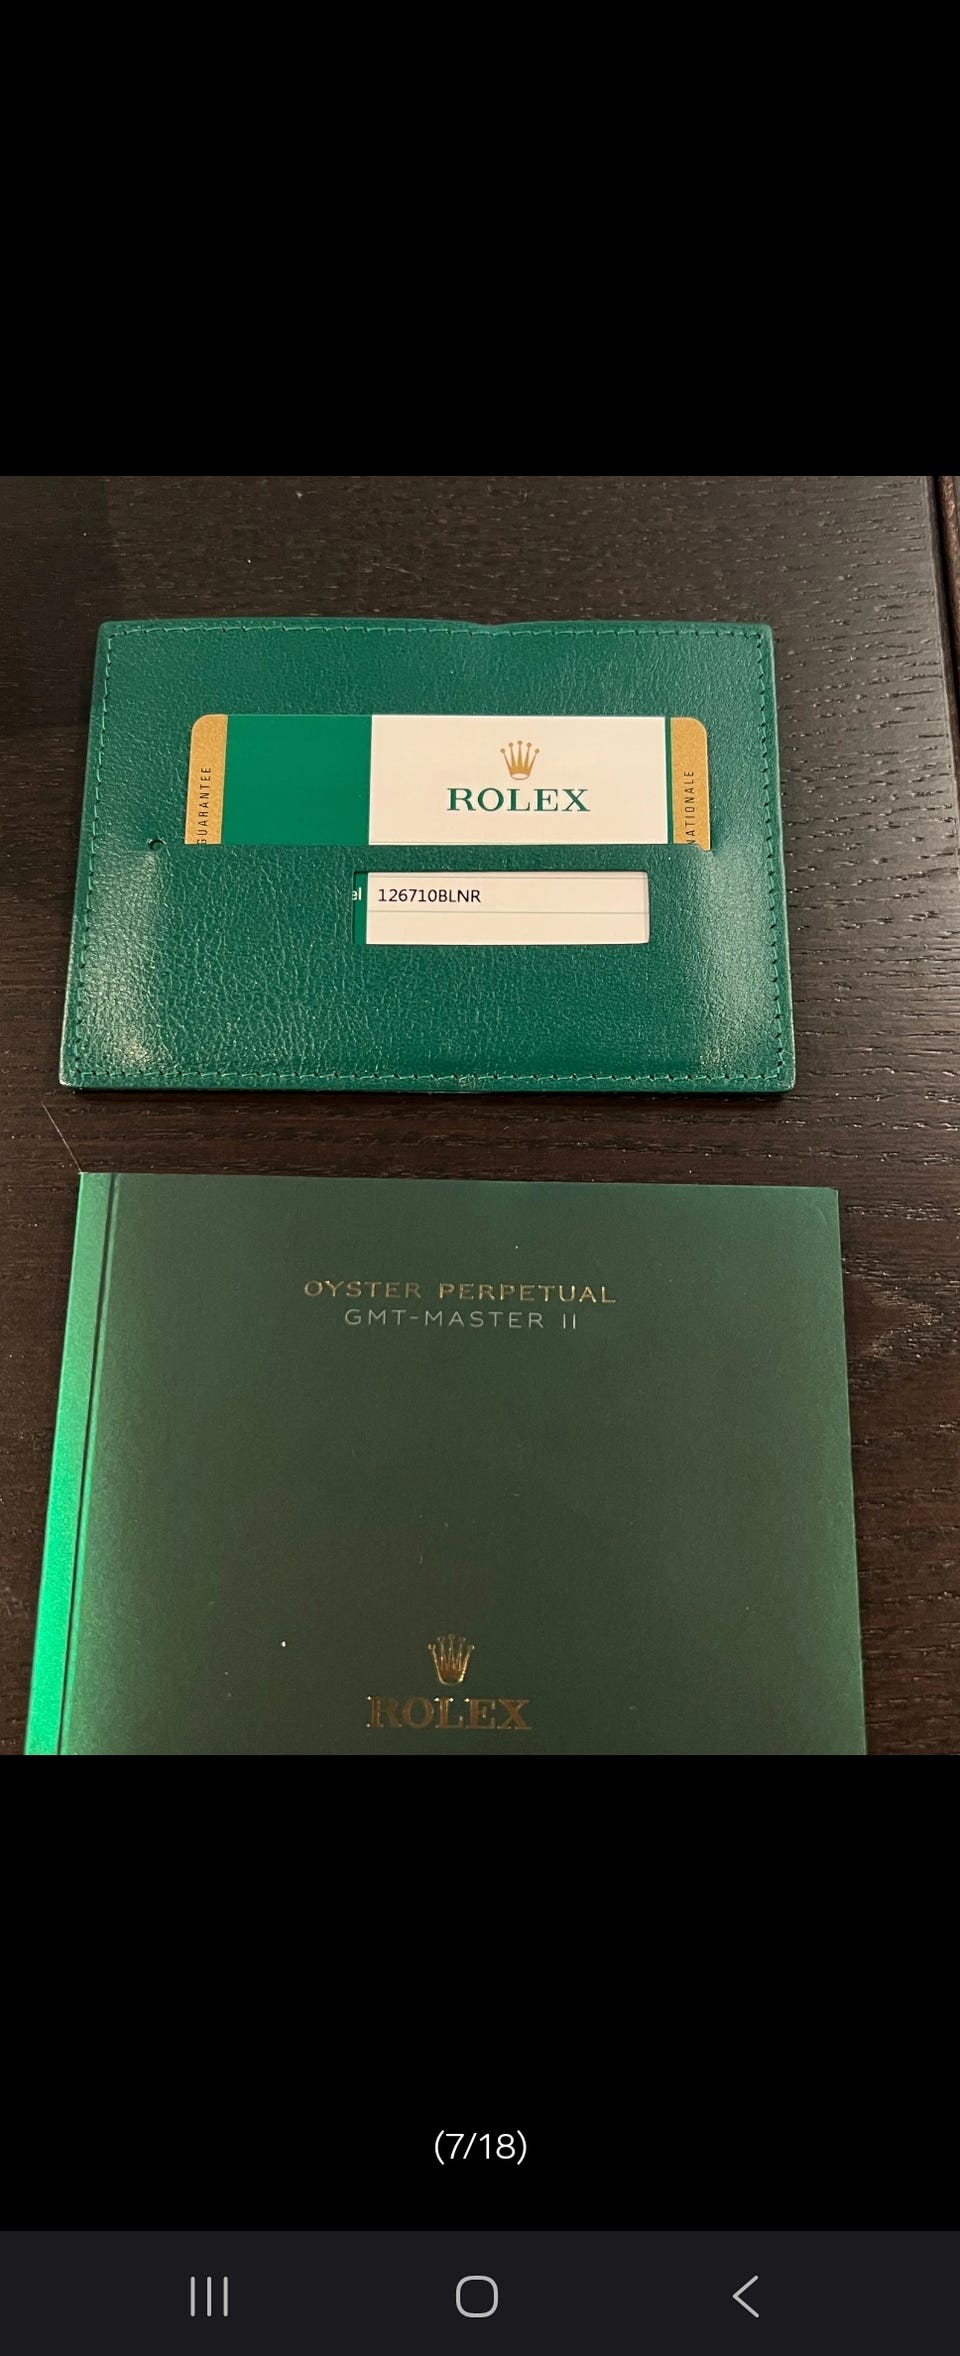 GUARANTEE
ROLEX
NATIONALE
el
126710BLNR
OYSTER PERPETUAL
GMT-MASTER II
ROLEX
(7/18)